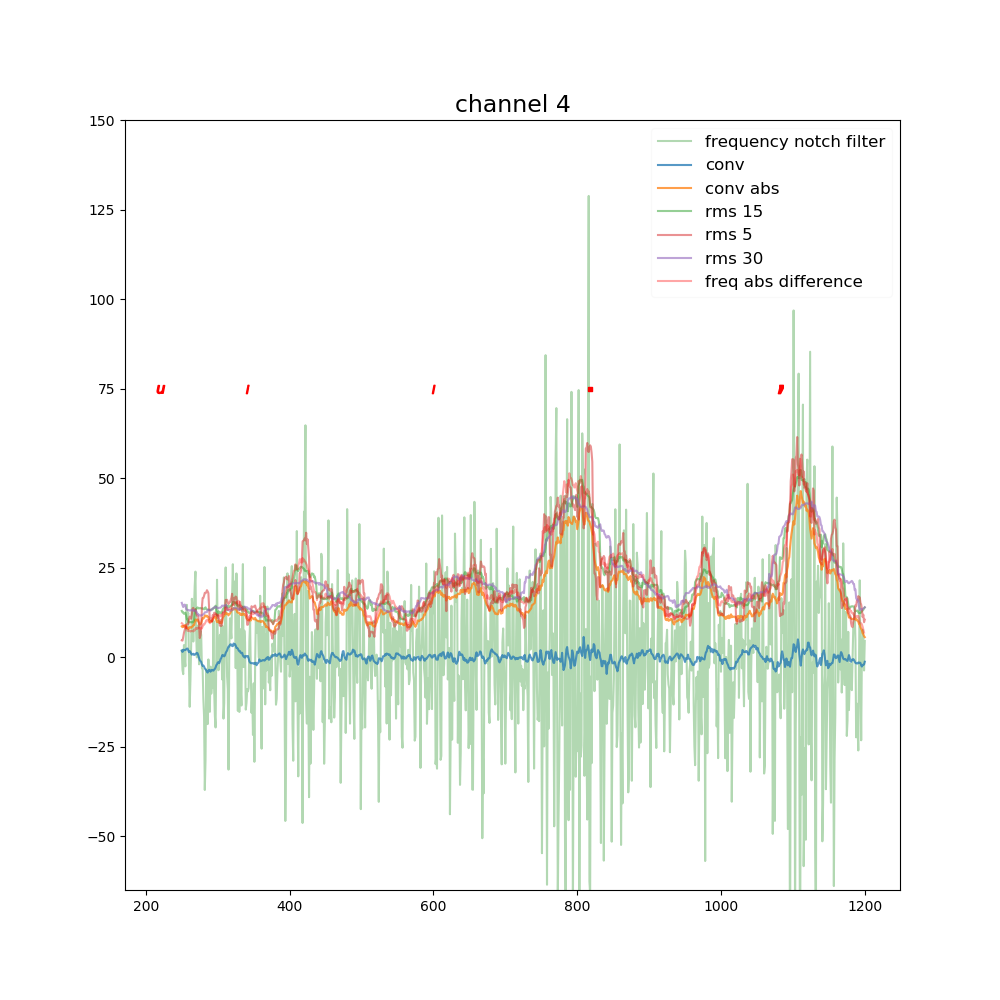 channel 4
150
125
100
75
50
25
0
−25
−50
frequency notch filter
conv
conv abs
rms 15
rms 5
rms 30
freq abs difference
u
200 400 600 800 1000 1200